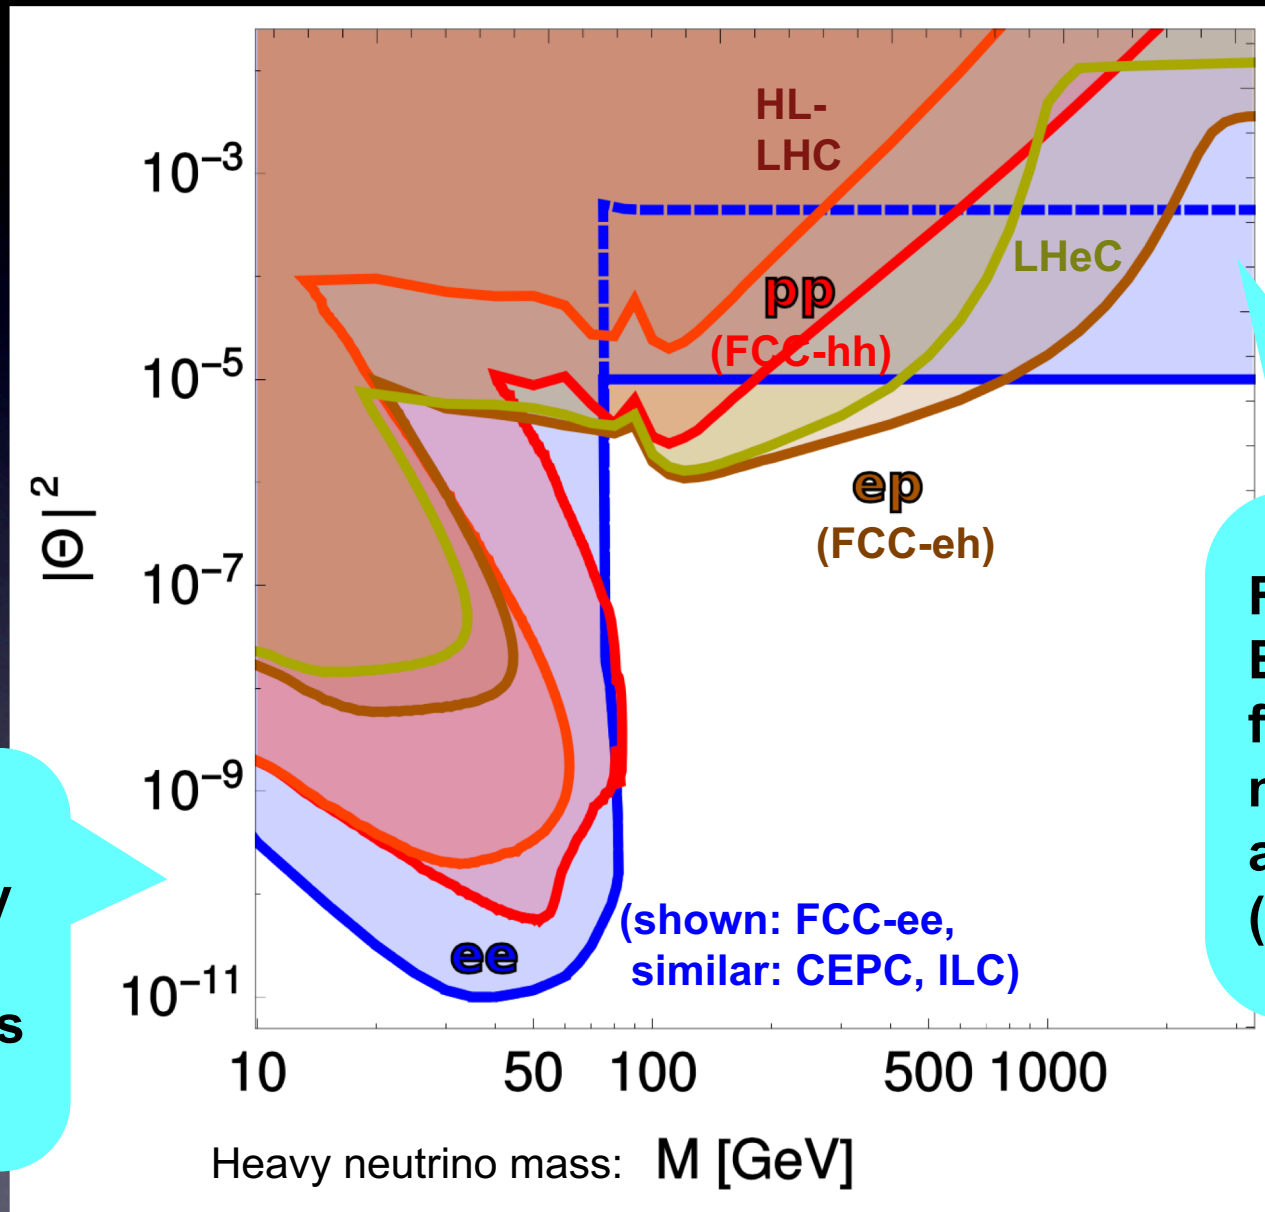 HL-
LHC
10⁻³
LHeC
pp
(FCC-hh)
10⁻⁵
|Θ|²
ep
(FCC-eh)
10⁻⁷
10⁻⁹
(shown: FCC-ee,
ee
similar: CEPC, ILC)
10⁻¹¹
10 50 100 500 1000
Heavy neutrino mass: M [GeV]